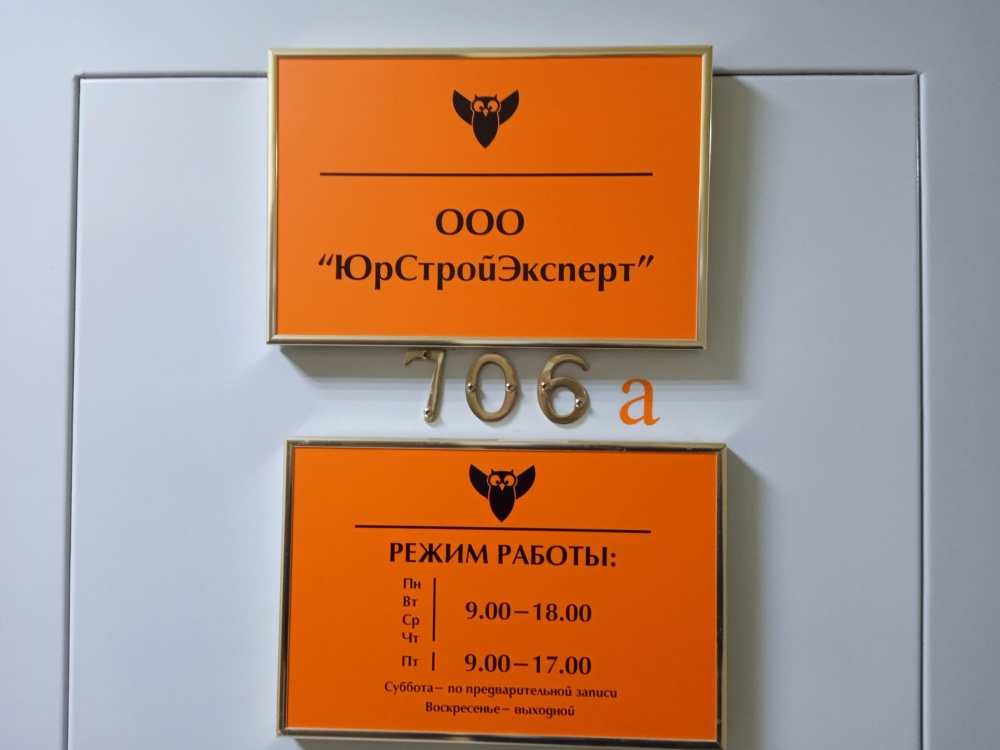 ООО
“ЮрСтройЭксперт”
706 а
РЕЖИМ РАБОТЫ:
Пн
Вт
Ср
Чт
9.00–18.00
Пт 9.00–17.00
Суббота– по предварительной записи
Воскресенье– выходной